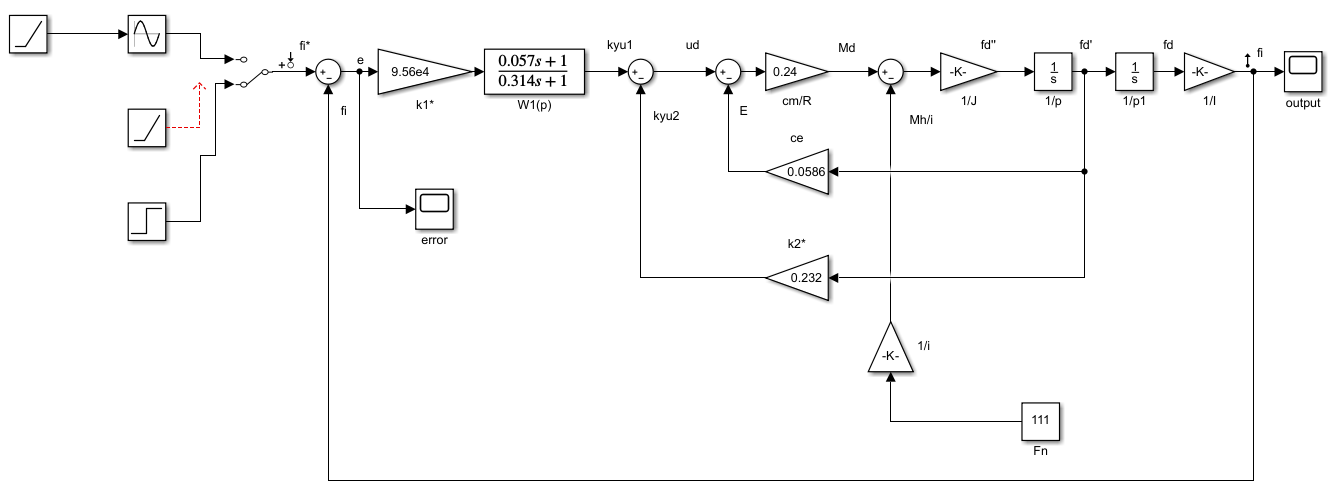 fi*
+
+
-
e
9.56e4
k1*
0.057s + 1
0.314s + 1
W1(p)
kyu1
+
-
ud
+
-
0.24
cm/R
Md
+
-
fd''
-K-
1/J
fd'
1
s
1/p
1
s
1/p1
fd
-K-
1/I
fi
output
fi
kyu2
E
Mh/i
ce
0.0586
error
k2*
0.232
-K-
1/i
111
Fn